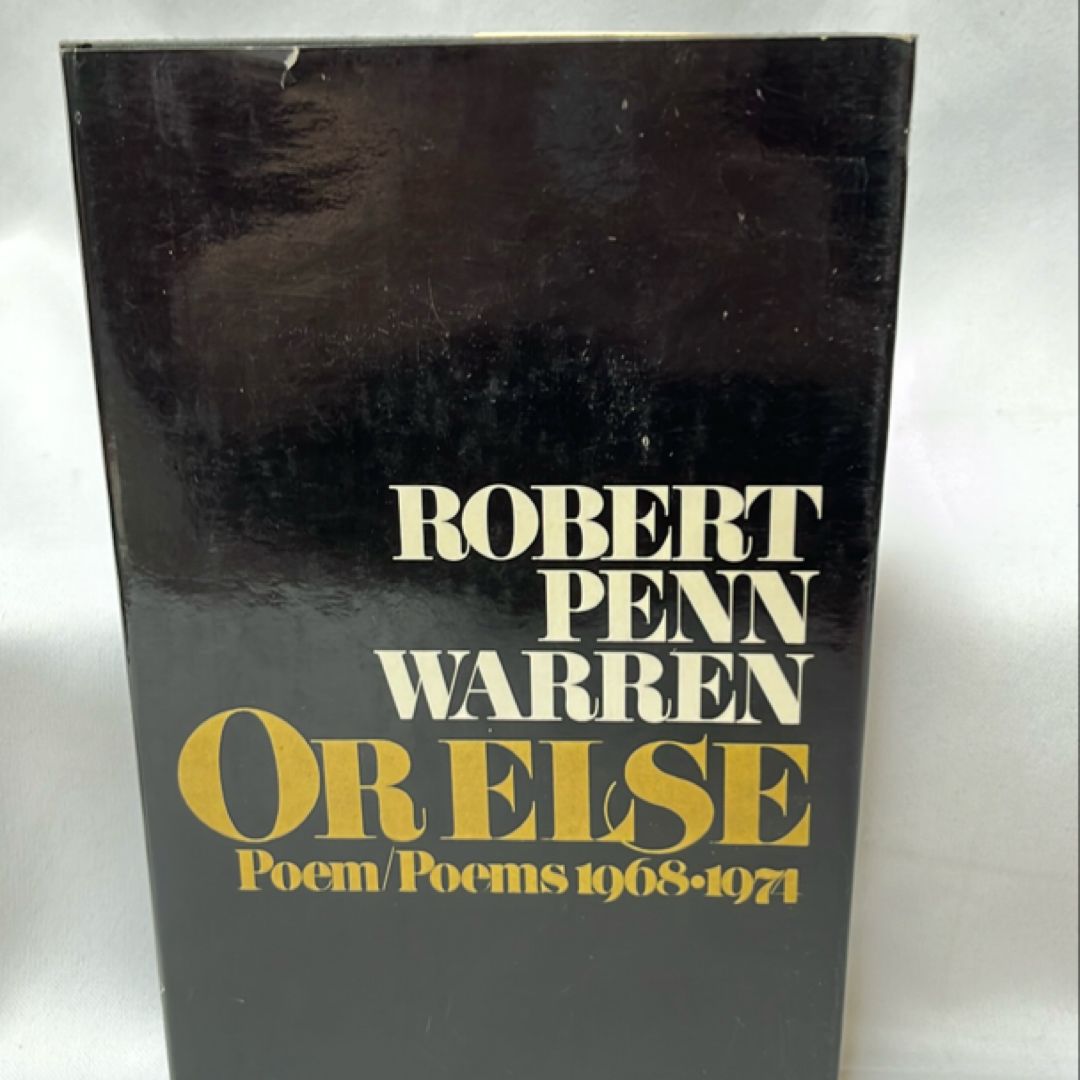 ROBERT
PENN
WARREN
OR ELSE
Poem/Poems 1968•1974